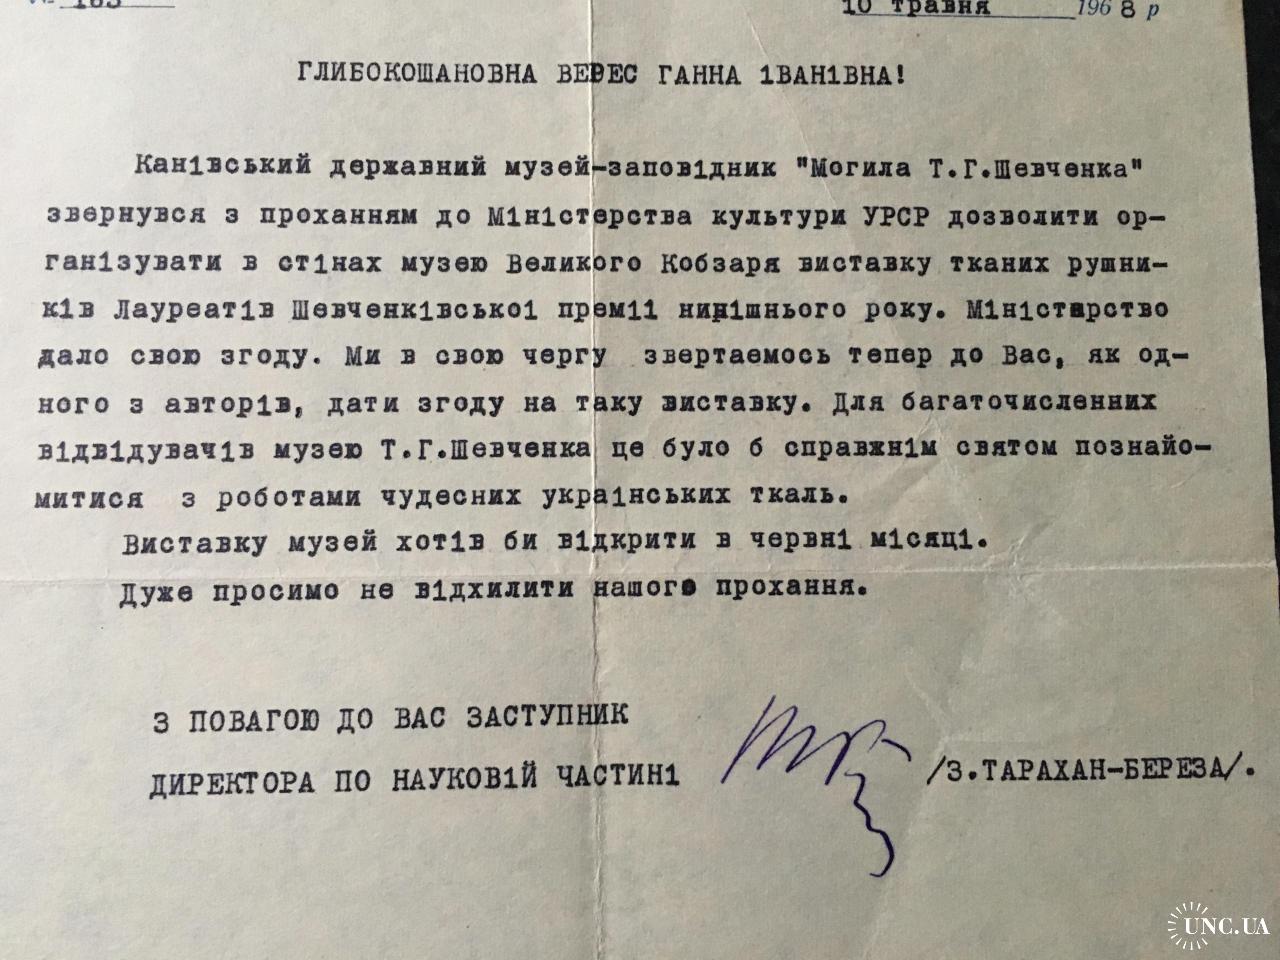 № 163 10 травня 1968 р
ГЛИБОКОШАНОВНА ВЕРЕС ГАННА 1ВАН1ВНА!
Кан1вський державний музей-запов1дник "Могила Т.Г.Шевченка"
звернувся з проханням до М1н1стерства культури УРСР дозволити ор-
ган1зувати в ст1нах музею Великого Кобзаря виставку тканих рушни-
к1в Лауреат1в Шевченк1всько1 прем11 нин1шнього року. М1н1старство
дало свою згоду. Ми в свою чергу звертаемось тепер до Вас, як од-
ного з автор1в, дати згоду на таку виставку. Для багаточисленних
в1дв1дувач1в музею Т.Г.Шевченка це було б справжн1м святом познайо-
митися з роботами чудесних укра1нських ткаль.
Виставку музей хот1в би в1дкрити в червн1 м1сяц1.
Дуже просимо не в1дхилити нашого прохання.
З ПОВАГОЮ ДО ВАС ЗАСТУПНИК
ДИРЕКТОРА ПО НАУКОВ1Й ЧАСТИН1 /З.ТАРАХАН-БЕРЕЗА/.
UNC.UA